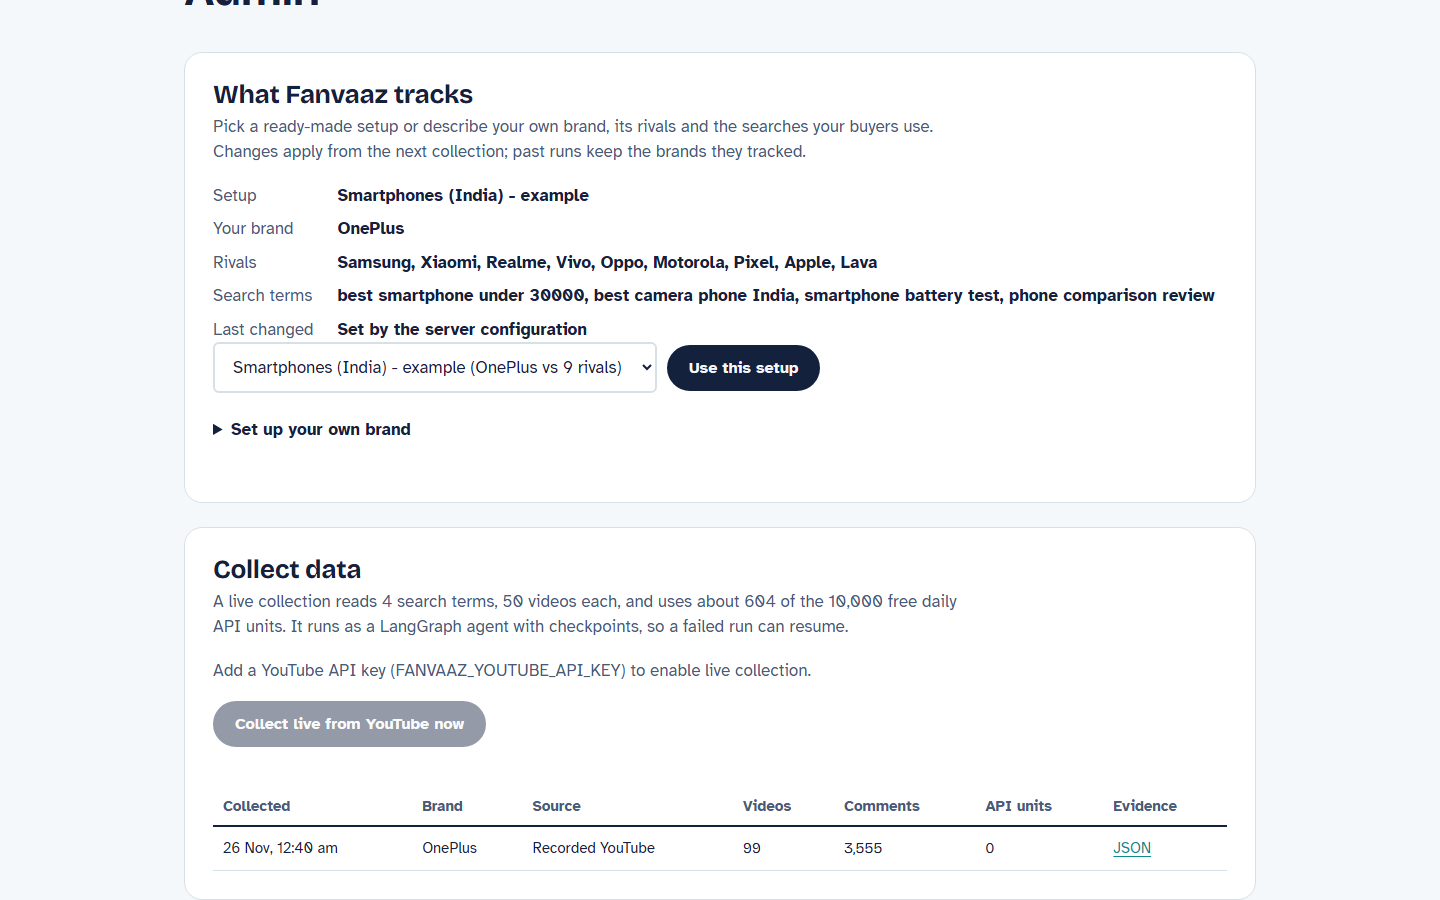 What Fanvaaz tracks
Pick a ready-made setup or describe your own brand, its rivals and the searches your buyers use.
Changes apply from the next collection; past runs keep the brands they tracked.
Setup Smartphones (India) - example
Your brand OnePlus
Rivals Samsung, Xiaomi, Realme, Vivo, Oppo, Motorola, Pixel, Apple, Lava
Search terms best smartphone under 30000, best camera phone India, smartphone battery test, phone comparison review
Last changed Set by the server configuration
Smartphones (India) - example (OnePlus vs 9 rivals) Use this setup
Set up your own brand
Collect data
A live collection reads 4 search terms, 50 videos each, and uses about 604 of the 10,000 free daily
API units. It runs as a LangGraph agent with checkpoints, so a failed run can resume.
Add a YouTube API key (FANVAAZ_YOUTUBE_API_KEY) to enable live collection.
Collect live from YouTube now
Collected Brand Source Videos Comments API units Evidence
26 Nov, 12:40 am OnePlus Recorded YouTube 99 3,555 0 JSON